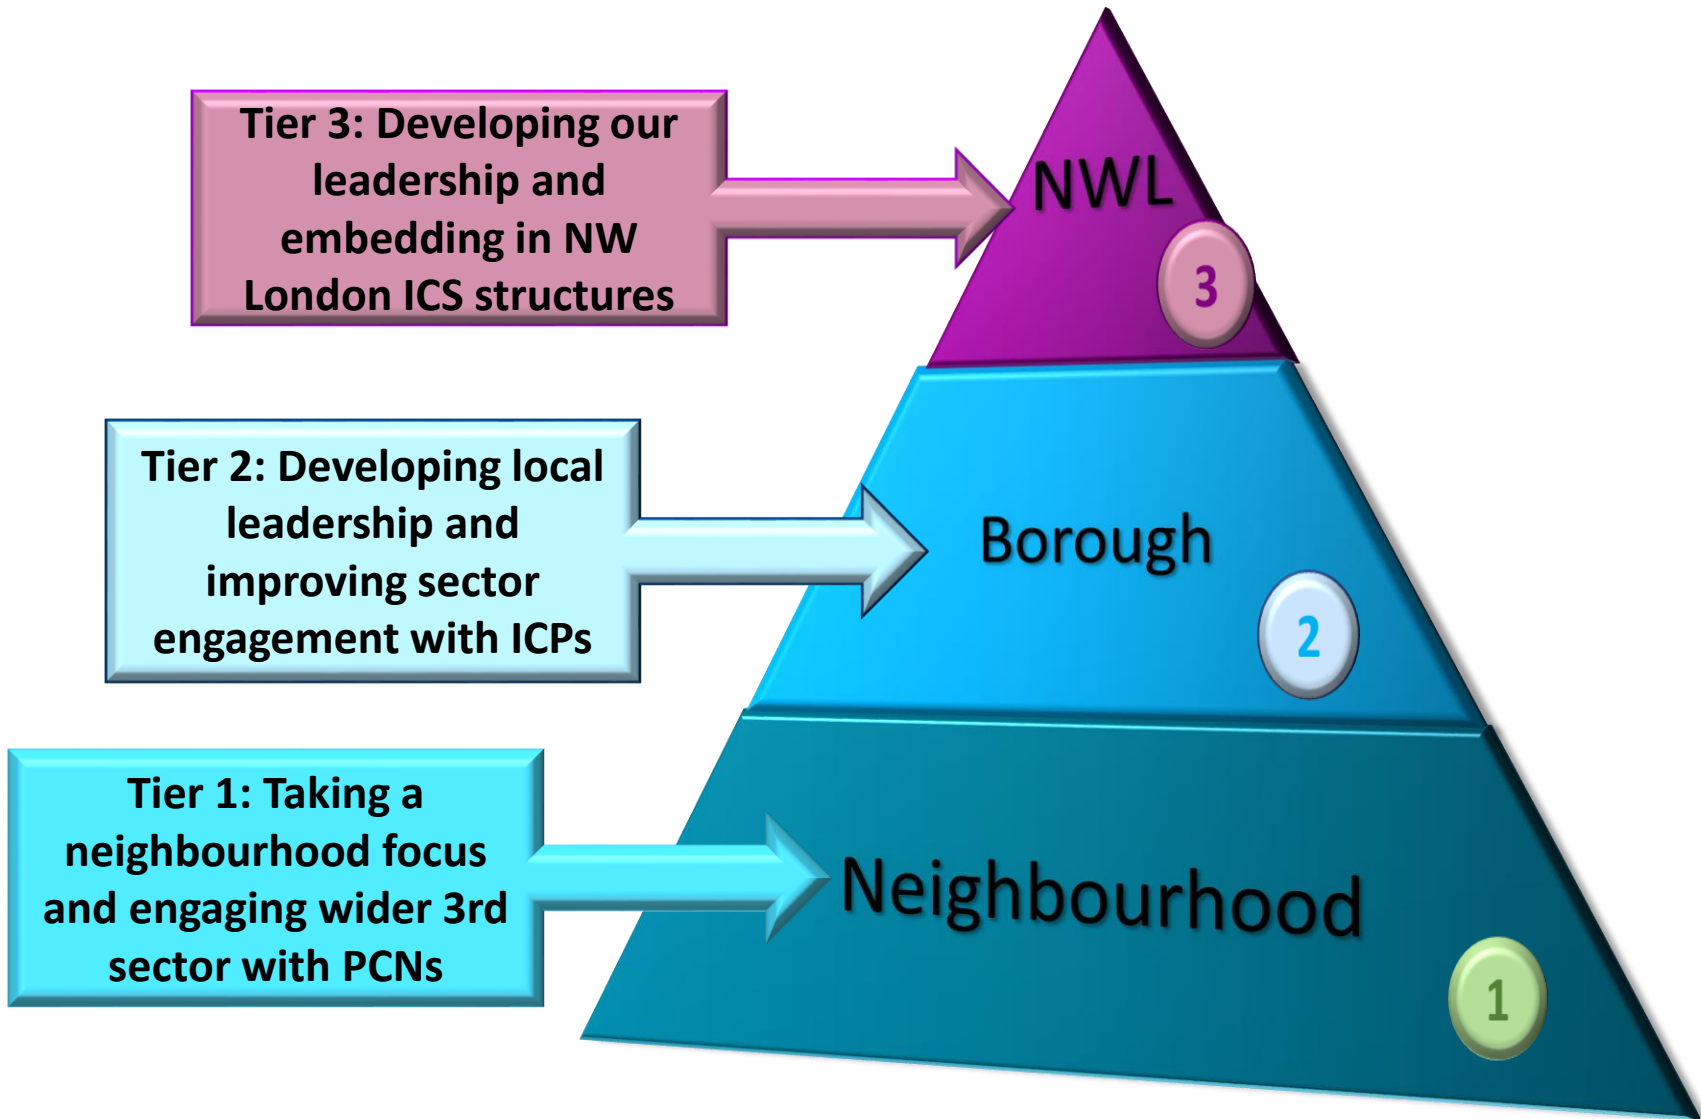 Tier 3: Developing our
leadership and
embedding in NW
London ICS structures
NWL
3
Tier 2: Developing local
leadership and
improving sector
engagement with ICPs
Borough
2
Tier 1: Taking a
neighbourhood focus
and engaging wider 3rd
sector with PCNs
Neighbourhood
1